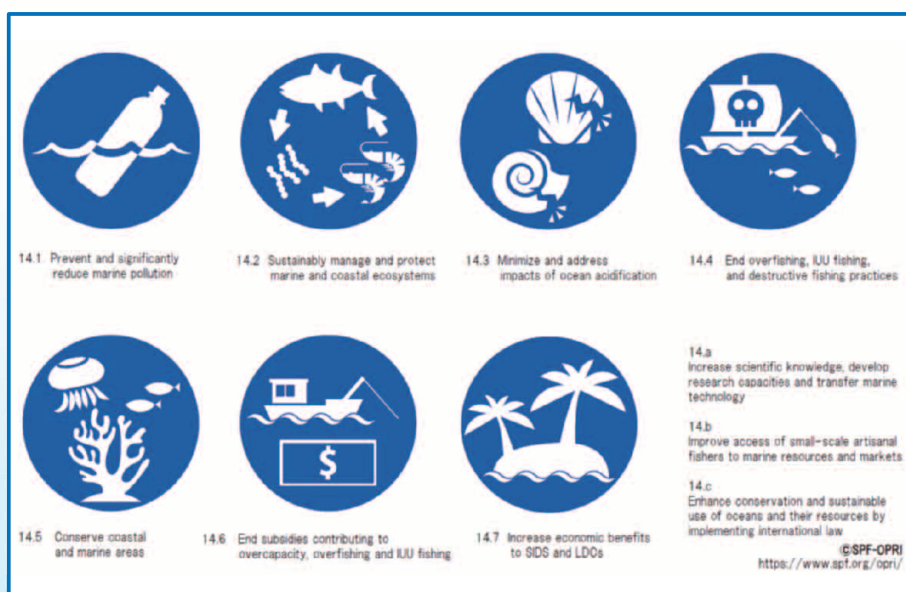 14.1 Prevent and significantly
reduce marine pollution
14.2 Sustainably manage and protect
marine and coastal ecosystems
14.3 Minimize and address
impacts of ocean acidification
14.4 End overfishing, IUU fishing,
and destructive fishing practices
$
14.5 Conserve coastal
and marine areas
14.6 End subsidies contributing to
overcapacity, overfishing and IUU fishing
14.7 Increase economic benefits
to SIDS and LDCs
14.a
Increase scientific knowledge, develop
research capacities and transfer marine
technology
14.b
Improve access of small-scale artisanal
fishers to marine resources and markets
14.c
Enhance conservation and sustainable
use of oceans and their resources by
implementing international law
©SPF-OPRI
https://www.spf.org/opri/